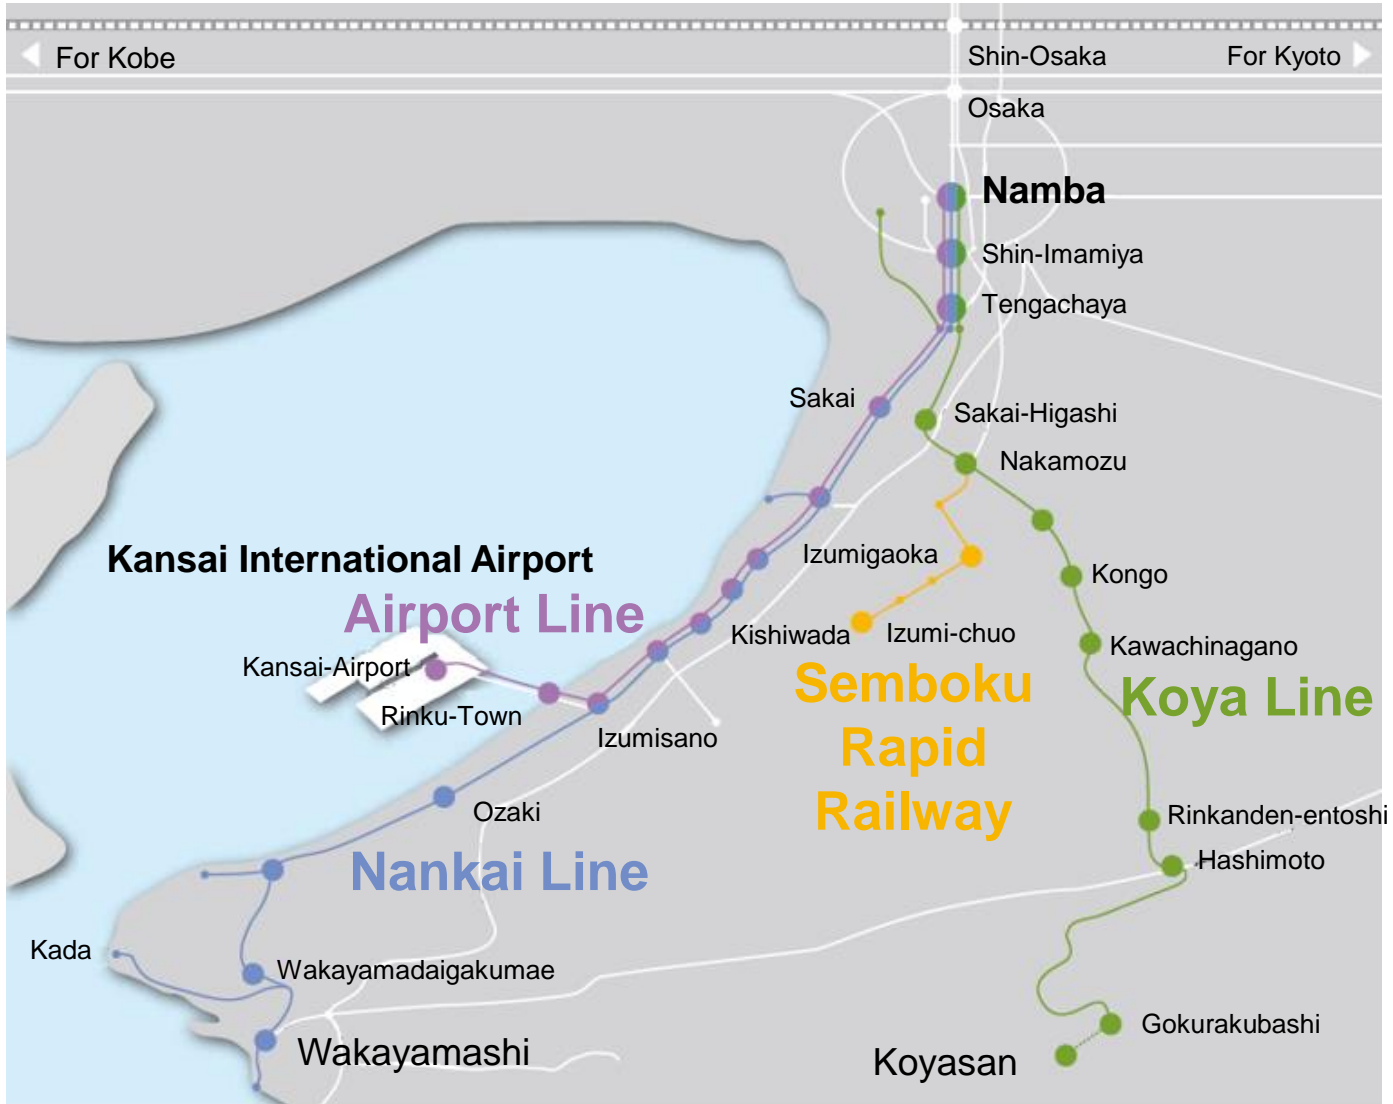 For Kobe
Shin-Osaka
For Kyoto
Osaka
Namba
Shin-Imamiya
Tengachaya
Sakai
Sakai-Higashi
Nakamozu
Kansai International Airport
Izumigaoka
Kongo
Airport Line
Kishiwada
Izumi-chuo
Kawachinagano
Kansai-Airport
Semboku
Rapid
Railway
Koya Line
Rinku-Town
Izumisano
Ozaki
Rinkanden-entoshi
Nankai Line
Hashimoto
Kada
Wakayamadaigakumae
Gokurakubashi
Wakayamashi
Koyasan